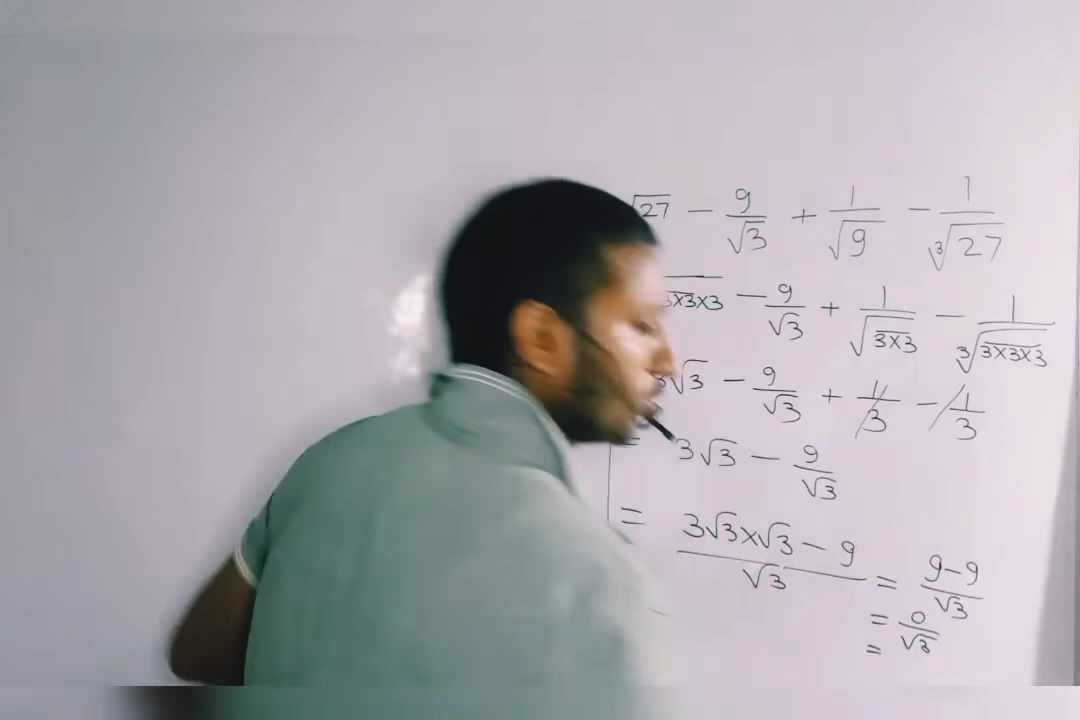 √27 − 9/√3 + 1/√9 − 1/∛27
3×3×3 − 9/√3 + 1/√(3×3) − 1/∛(3×3×3)
3√3 − 9/√3 + 1/3 − 1/3
= 3√3 − 9/√3
= (3√3×√3 − 9)/√3 = (9−9)/√3
= 0/√3
=